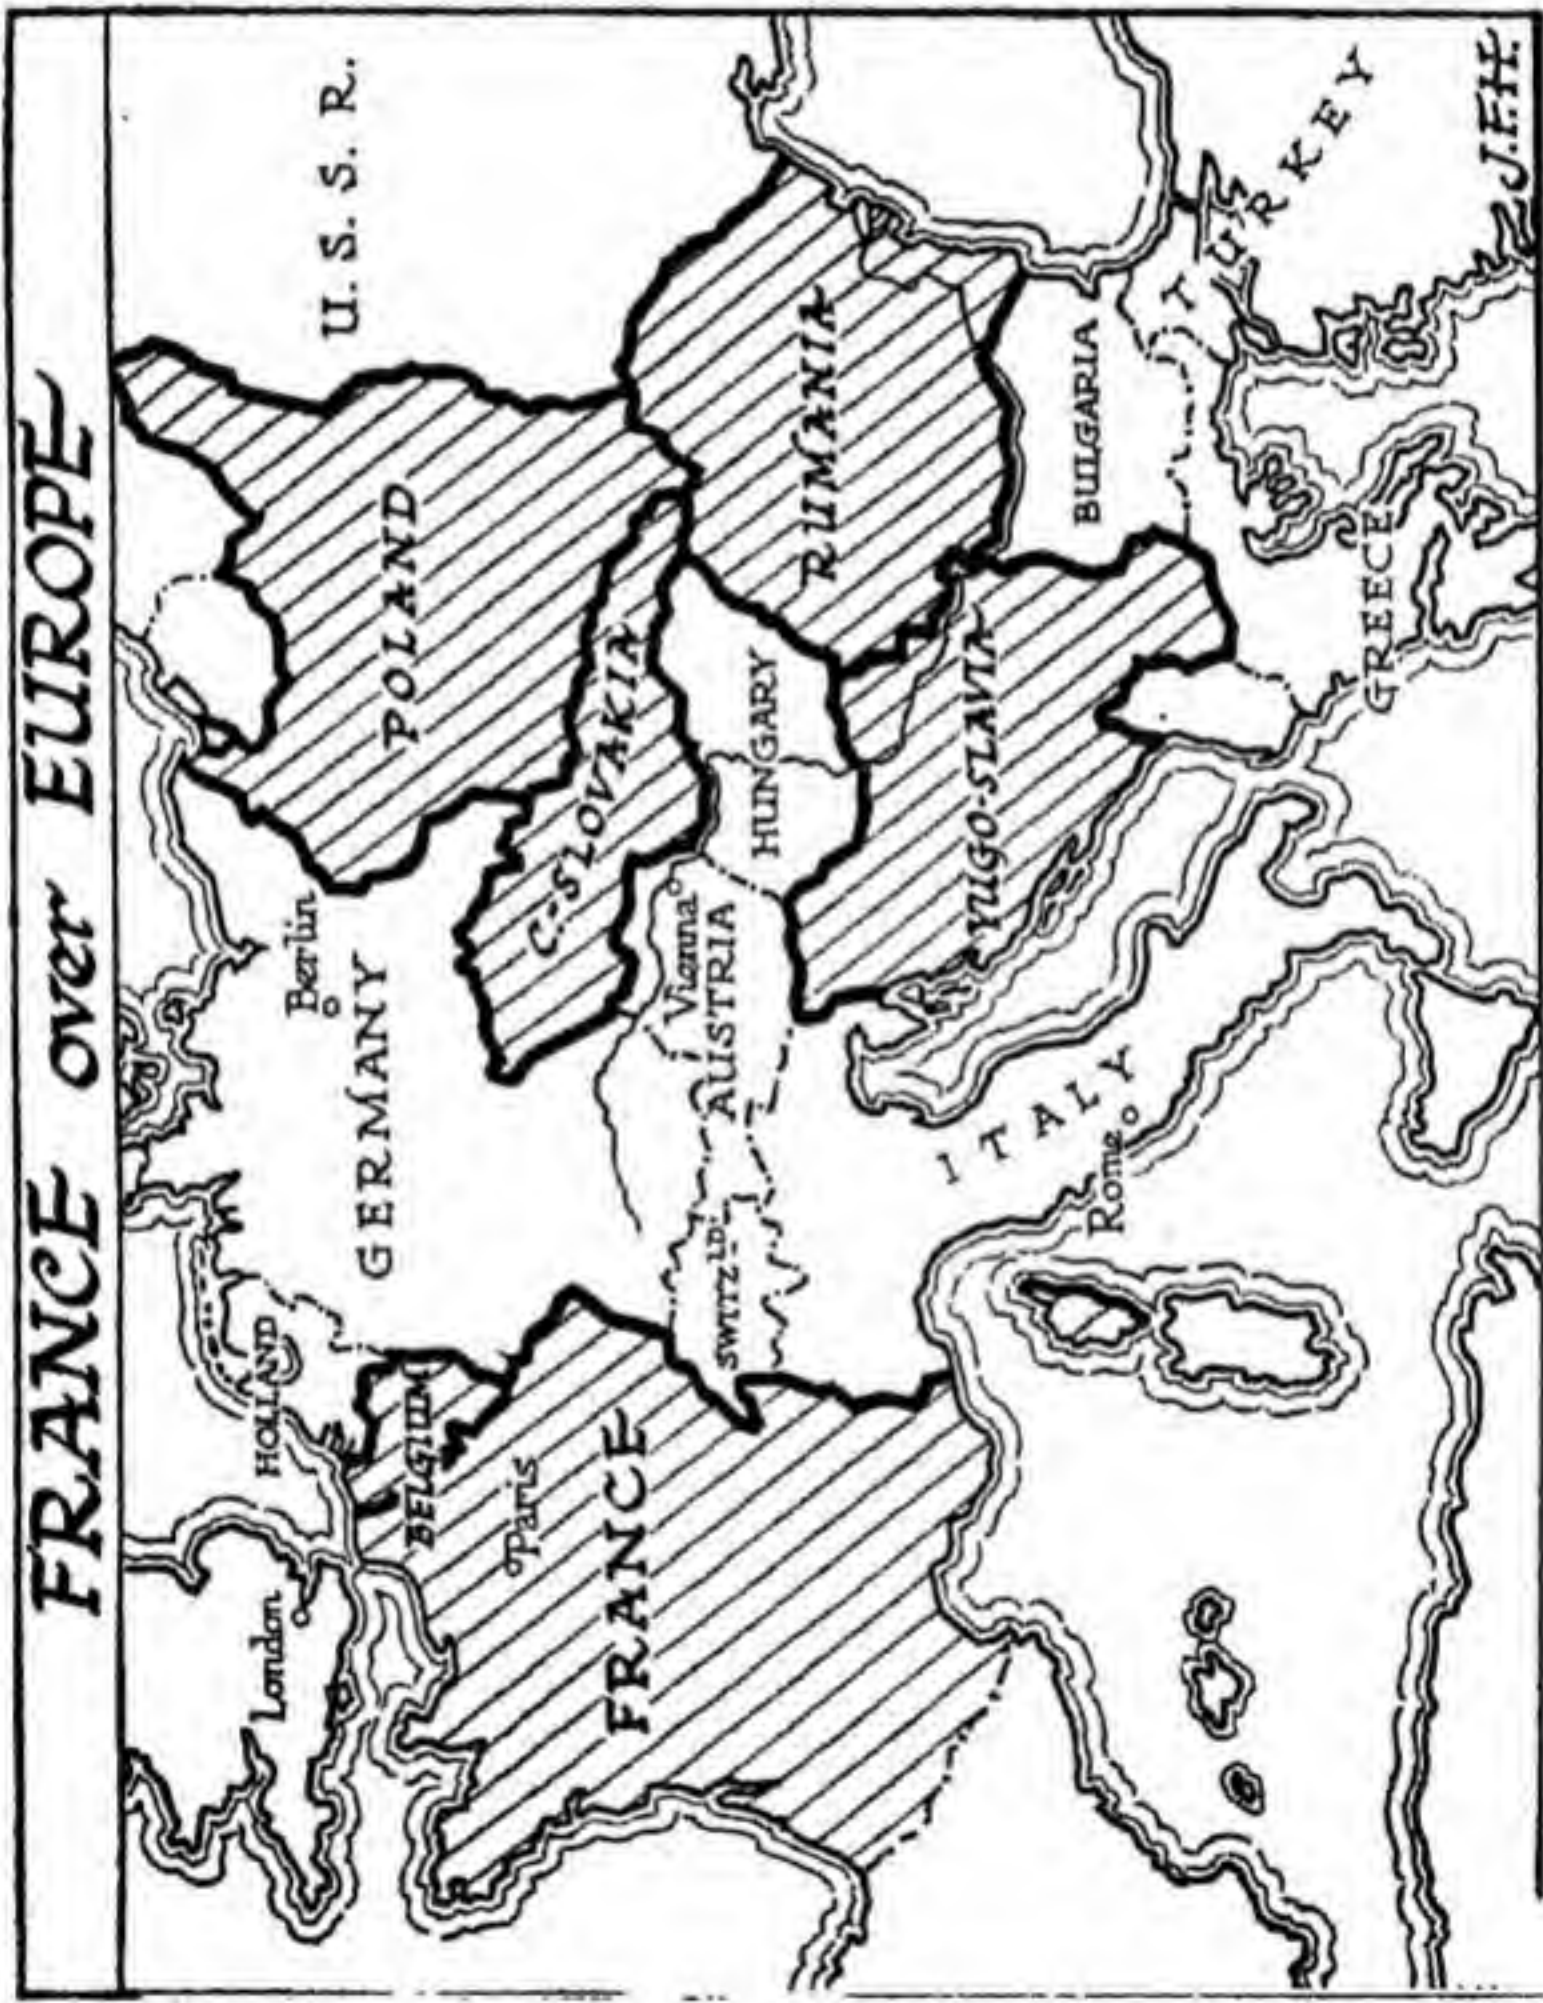 FRANCE over EUROPE
London
HOLLAND
BELGIUM
Paris
FRANCE
Berlin
GERMANY
POLAND
U.S.S.R.
C.-SLOVAKIA
Vienna
AUSTRIA
SWITZ.LD.
HUNGARY
RUMANIA
YUGO-SLAVIA
BULGARIA
ITALY
Rome
GREECE
TURKEY
J.F.H.